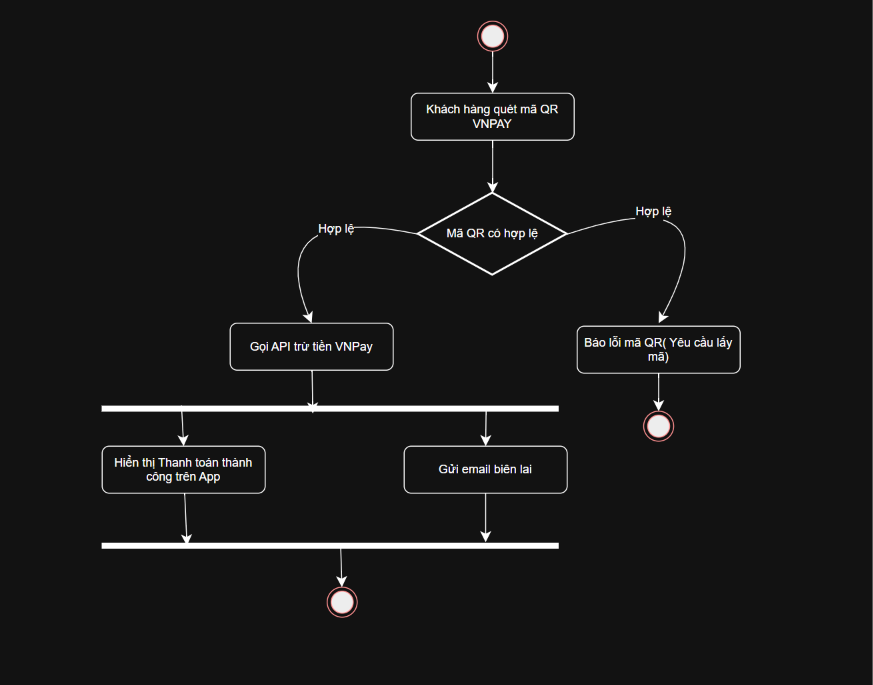 Khách hàng quét mã QR
VNPAY
Mã QR có hợp lệ
Hợp lệ
Hợp lệ
Gọi API trừ tiền VNPay
Báo lỗi mã QR( Yêu cầu lấy
mã)
Hiển thị Thanh toán thành
công trên App
Gửi email biên lai